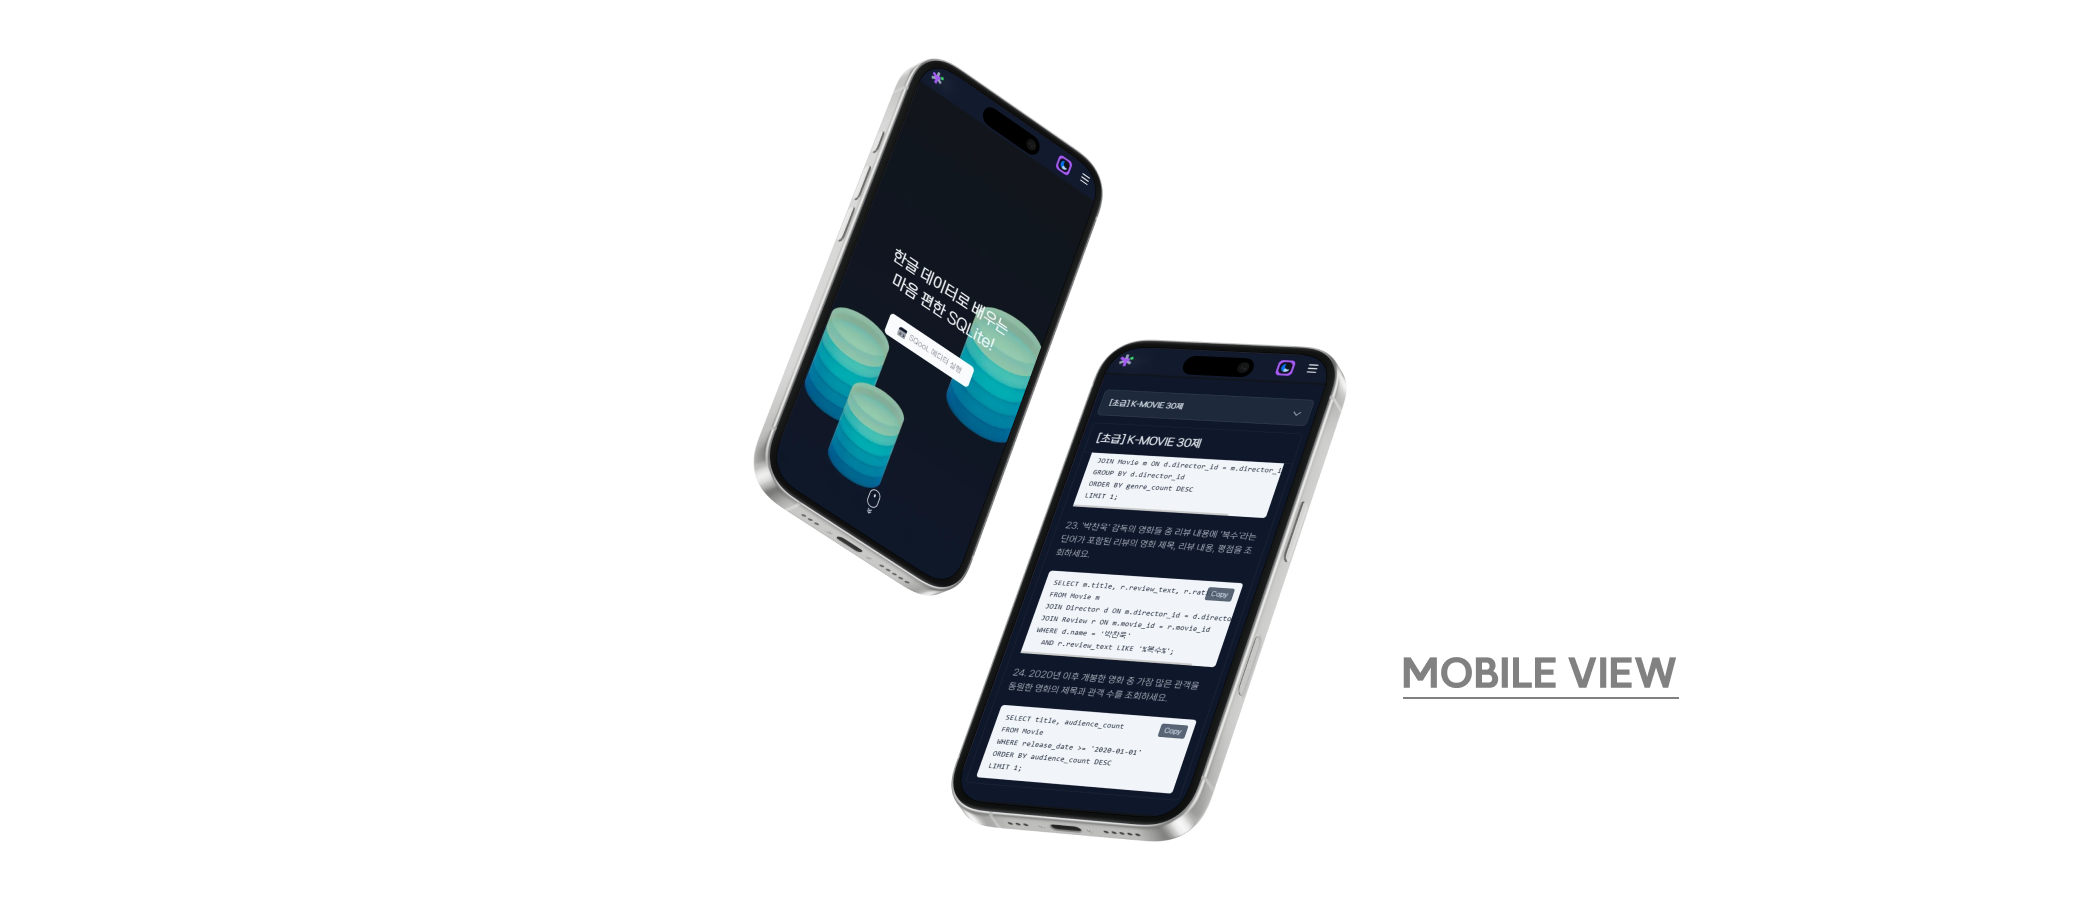 한글 데이터로 배우는
마음 편한 SQLite!
SQooL 에디터 실행
[초급] K-MOVIE 30제
[초급] K-MOVIE 30제
JOIN Movie m ON d.director_id = m.director_i
GROUP BY d.director_id
ORDER BY genre_count DESC
LIMIT 1;
23. '박찬욱' 감독의 영화들 중 리뷰 내용에 '복수'라는
단어가 포함된 리뷰의 영화 제목, 리뷰 내용, 평점을 조
회하세요.
Copy
SELECT m.title, r.review_text, r.rat
FROM Movie m
JOIN Director d ON m.director_id = d.directo
JOIN Review r ON m.movie_id = r.movie_id
WHERE d.name = '박찬욱'
AND r.review_text LIKE '%복수%';
24. 2020년 이후 개봉한 영화 중 가장 많은 관객을
동원한 영화의 제목과 관객 수를 조회하세요.
Copy
SELECT title, audience_count
FROM Movie
WHERE release_date >= '2020-01-01'
ORDER BY audience_count DESC
LIMIT 1;
MOBILE VIEW